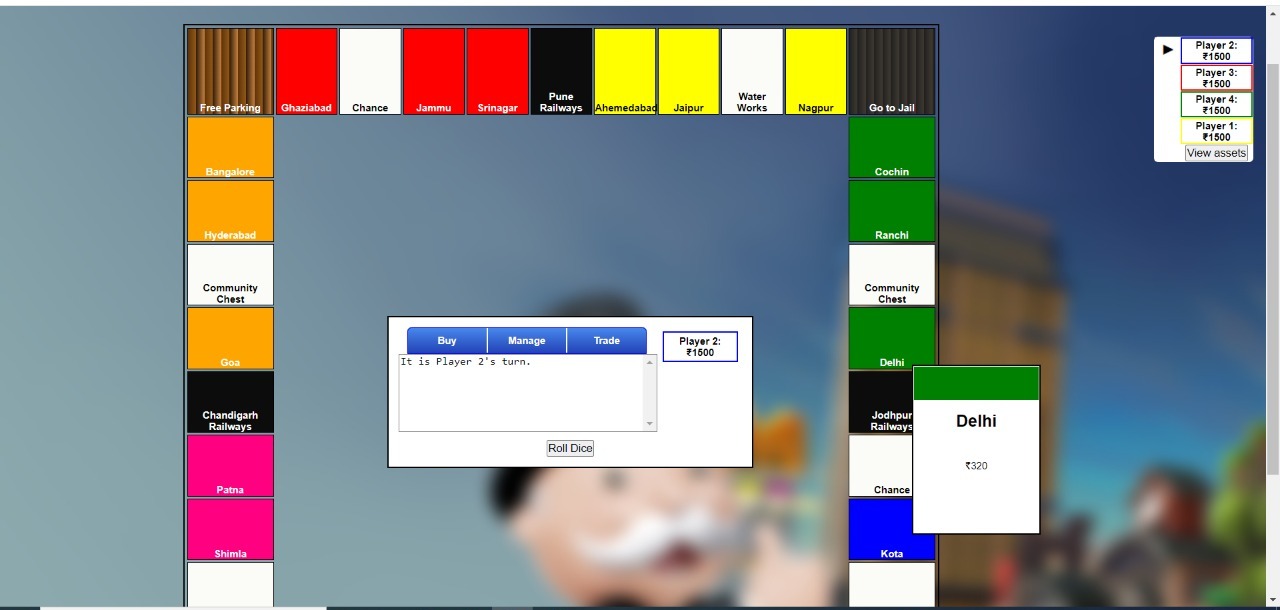 Free Parking
Ghaziabad
Chance
Jammu
Srinagar
Pune
Railways
Ahemedabad
Jaipur
Water
Works
Nagpur
Go to Jail
Player 2:
₹1500
Player 3:
₹1500
Player 4:
₹1500
Player 1:
₹1500
View assets
Bangalore
Cochin
Hyderabad
Ranchi
Community
Chest
Community
Chest
Goa
Delhi
Buy
Manage
Trade
Player 2:
₹1500
It is Player 2's turn.
Roll Dice
Chandigarh
Railways
Jodhpur
Railways
Delhi
₹320
Patna
Chance
Shimla
Kota